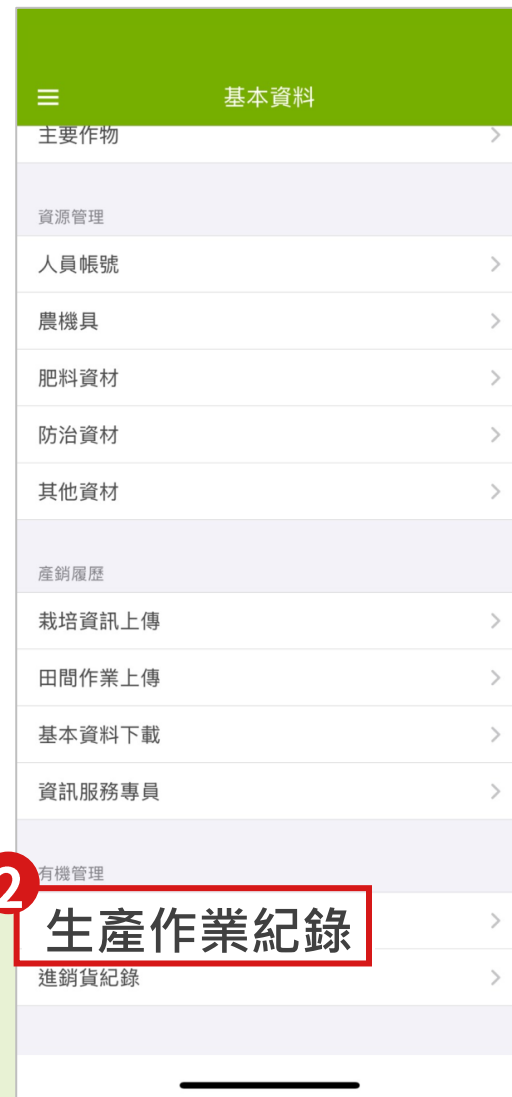 基本資料
主要作物
資源管理
人員帳號
農機具
肥料資材
防治資材
其他資材
產銷履歷
栽培資訊上傳
田間作業上傳
基本資料下載
資訊服務專員
有機管理
2
生產作業紀錄
進銷貨紀錄